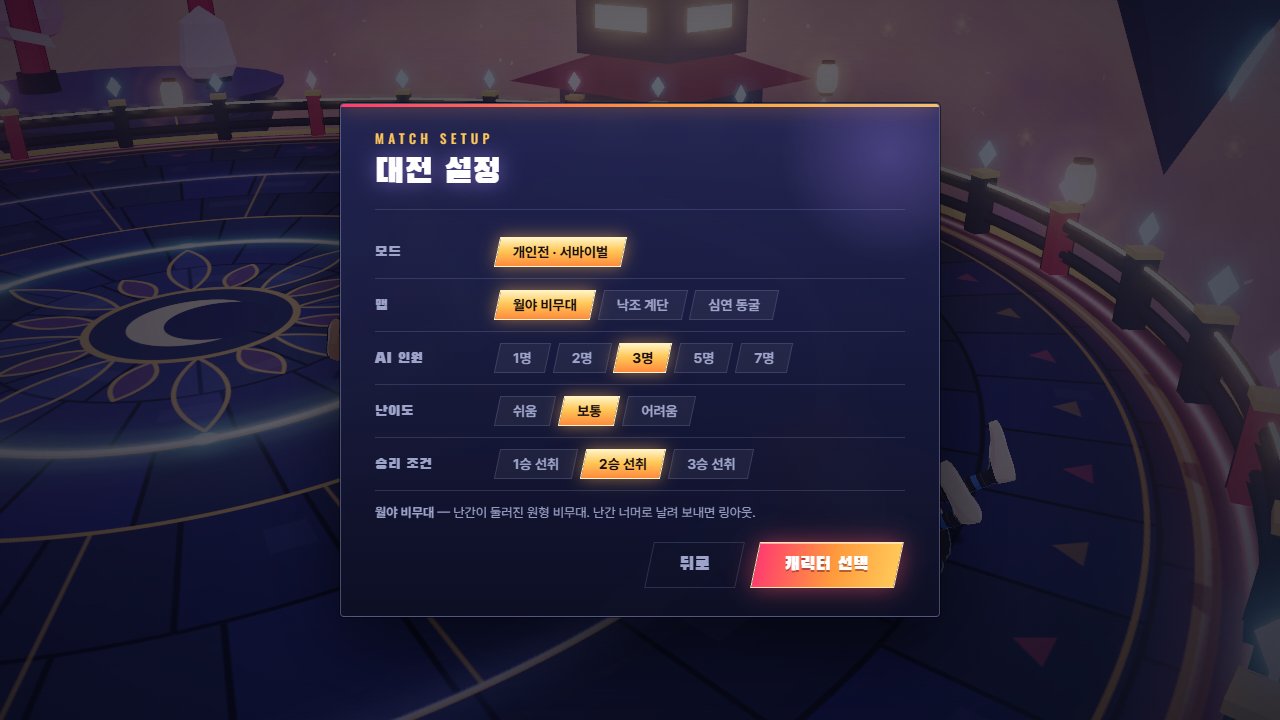 MATCH SETUP
대전 설정
모드 개인전 · 서바이벌
맵 월야 비무대 낙조 계단 심연 동굴
AI 인원 1명 2명 3명 5명 7명
난이도 쉬움 보통 어려움
승리 조건 1승 선취 2승 선취 3승 선취
월야 비무대 — 난간이 둘러진 원형 비무대. 난간 너머로 날려 보내면 링아웃.
뒤로 캐릭터 선택